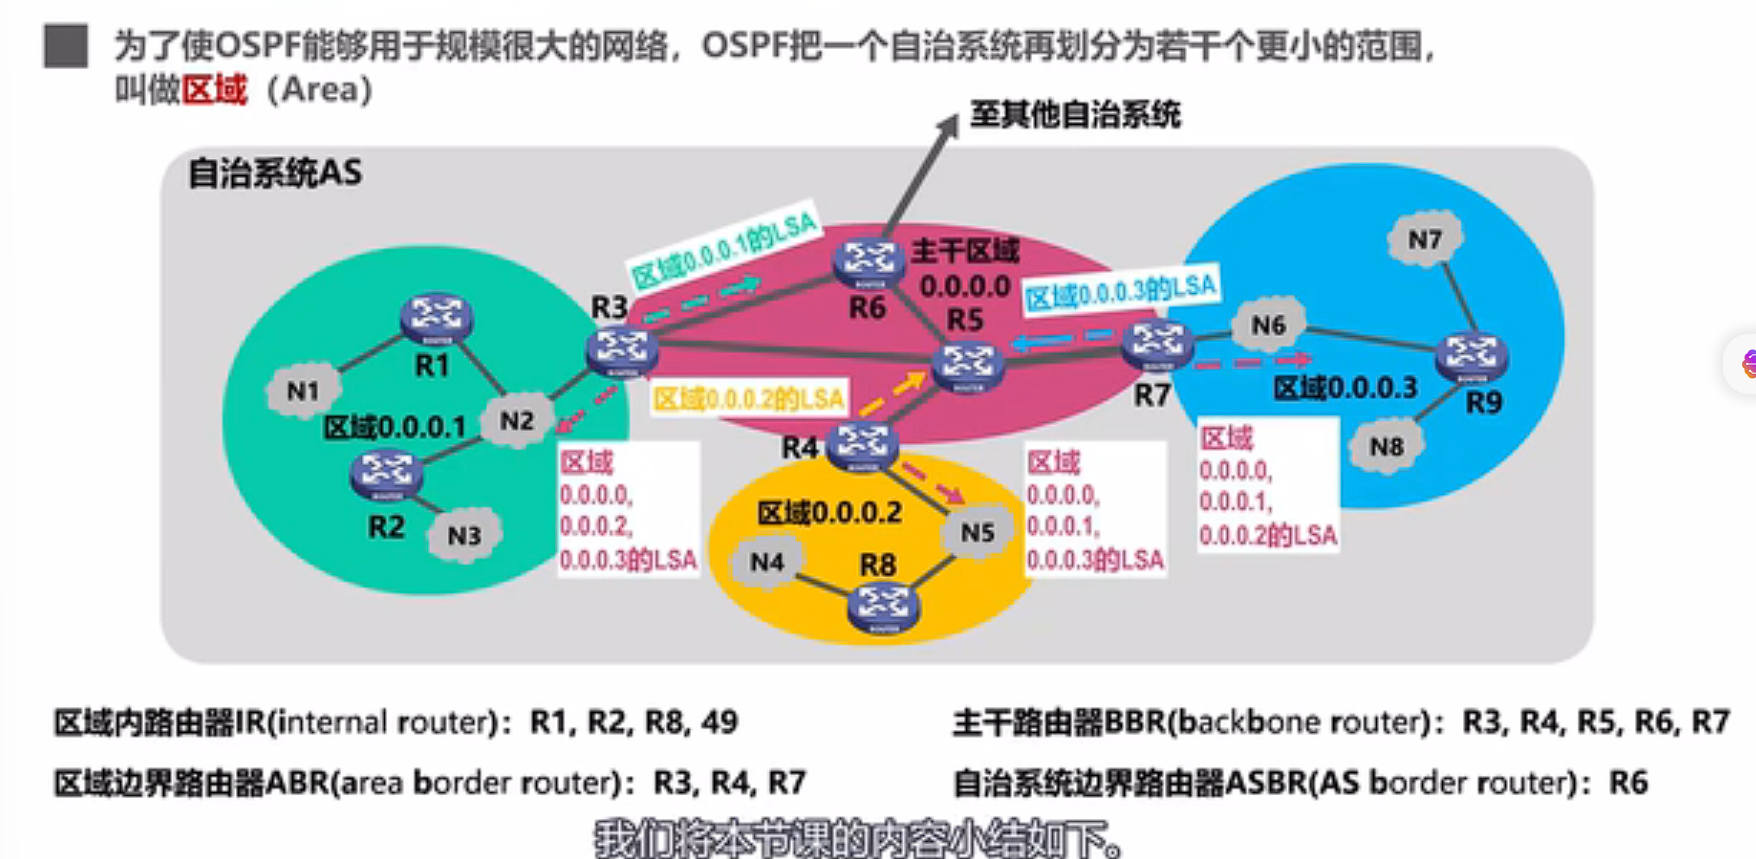 为了使OSPF能够用于规模很大的网络，OSPF把一个自治系统再划分为若干个更小的范围，
叫做区域（Area）
至其他自治系统
自治系统AS
区域0.0.0.1的LSA
主干区域
0.0.0.0
区域0.0.0.3的LSA
N7
R3
R6
R5
N6
R1
N1
R7
区域0.0.0.3
R9
区域0.0.0.2的LSA
N2
区域0.0.0.1
R4
N8
区域
0.0.0.0,
0.0.0.2,
0.0.0.3的LSA
区域
0.0.0.0,
0.0.0.1,
0.0.0.3的LSA
区域
0.0.0.0,
0.0.0.1,
0.0.0.2的LSA
R2
N3
区域0.0.0.2
N5
N4
R8
ROUTER
ROUTER
ROUTER
ROUTER
ROUTER
ROUTER
ROUTER
ROUTER
ROUTER
区域内路由器IR(internal router)：R1, R2, R8, 49
主干路由器BBR(backbone router)：R3, R4, R5, R6, R7
区域边界路由器ABR(area border router)：R3, R4, R7
自治系统边界路由器ASBR(AS border router)：R6
我们将本节课的内容小结如下。